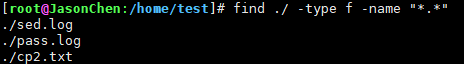 [root@JasonChen:/home/test]# find ./ -type f -name "*.*"
./sed.log
./pass.log
./cp2.txt